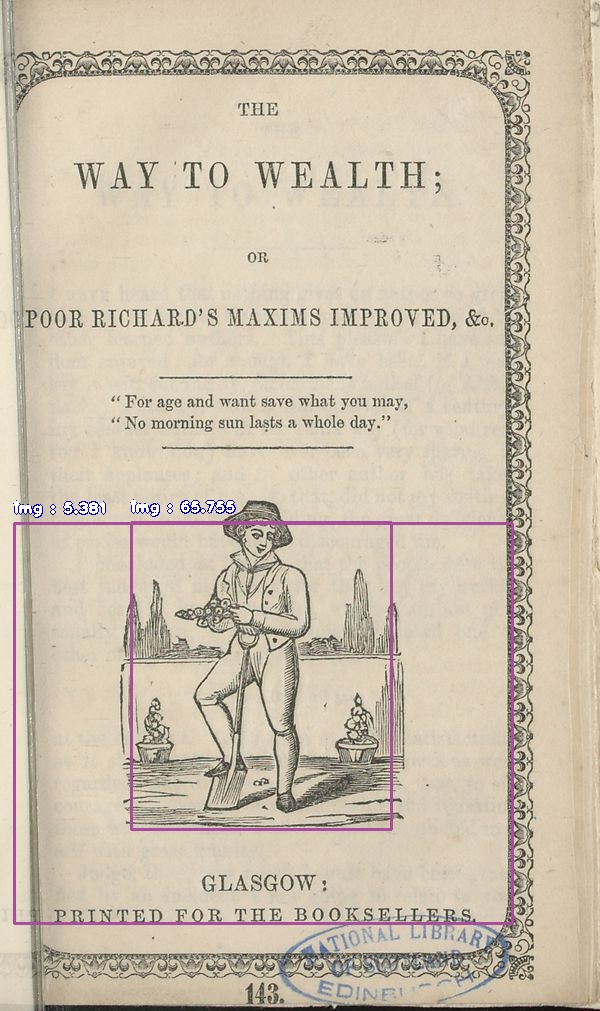 THE
WAY TO WEALTH;
OR
POOR RICHARD'S MAXIMS IMPROVED, &c.
“ For age and want save what you may,
“ No morning sun lasts a whole day.”
img : 5.381
img : 65.755
GLASGOW:
PRINTED FOR THE BOOKSELLERS.
NATIONAL LIBRARY
OF SCOTLAND
EDINBURGH
143.